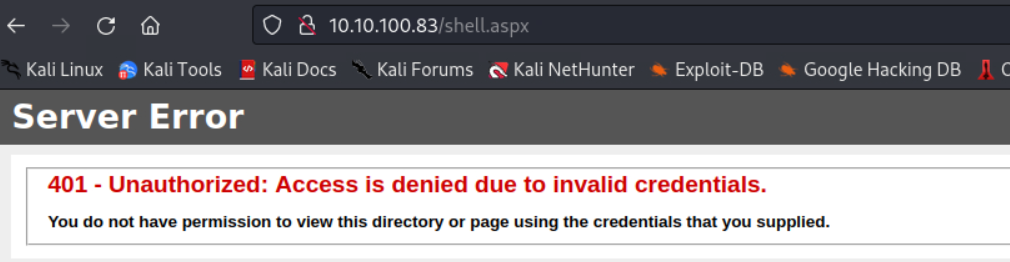 10.10.100.83/shell.aspx
Kali Linux Kali Tools Kali Docs Kali Forums Kali NetHunter Exploit-DB Google Hacking DB
Server Error
401 - Unauthorized: Access is denied due to invalid credentials.
You do not have permission to view this directory or page using the credentials that you supplied.